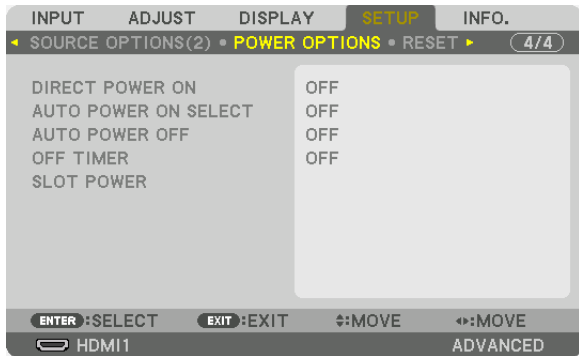 INPUT ADJUST DISPLAY SETUP INFO.
SOURCE OPTIONS(2) • POWER OPTIONS • RESET 4/4
DIRECT POWER ON OFF
AUTO POWER ON SELECT OFF
AUTO POWER OFF OFF
OFF TIMER OFF
SLOT POWER
ENTER :SELECT EXIT :EXIT :MOVE :MOVE
HDMI1 ADVANCED